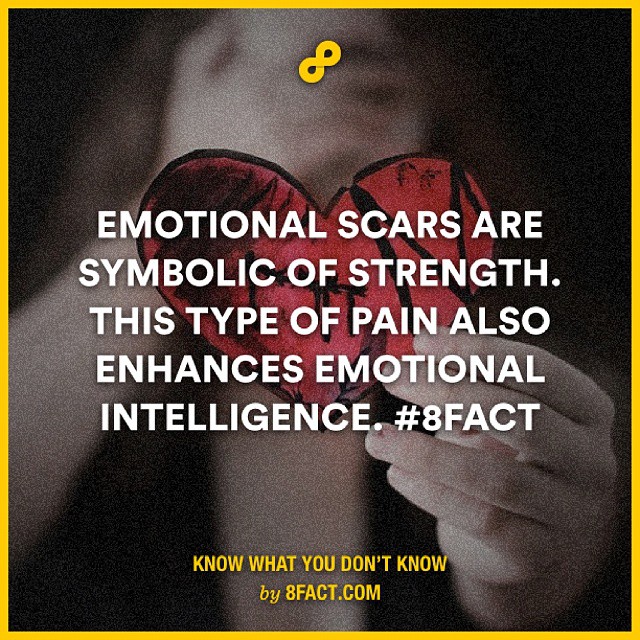 EMOTIONAL SCARS ARE
SYMBOLIC OF STRENGTH.
THIS TYPE OF PAIN ALSO
ENHANCES EMOTIONAL
INTELLIGENCE. #8FACT
KNOW WHAT YOU DON'T KNOW
by 8FACT.COM